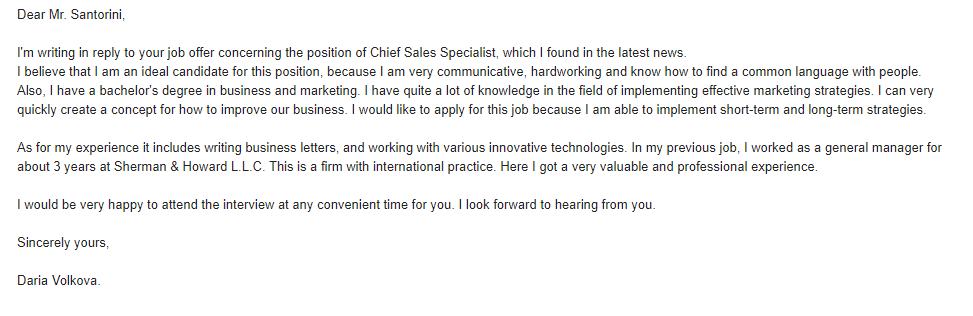 Dear Mr. Santorini,
I'm writing in reply to your job offer concerning the position of Chief Sales Specialist, which I found in the latest news.
I believe that I am an ideal candidate for this position, because I am very communicative, hardworking and know how to find a common language with people.
Also, I have a bachelor's degree in business and marketing. I have quite a lot of knowledge in the field of implementing effective marketing strategies. I can very
quickly create a concept for how to improve our business. I would like to apply for this job because I am able to implement short-term and long-term strategies.
As for my experience it includes writing business letters, and working with various innovative technologies. In my previous job, I worked as a general manager for
about 3 years at Sherman & Howard L.L.C. This is a firm with international practice. Here I got a very valuable and professional experience.
I would be very happy to attend the interview at any convenient time for you. I look forward to hearing from you.
Sincerely yours,
Daria Volkova.